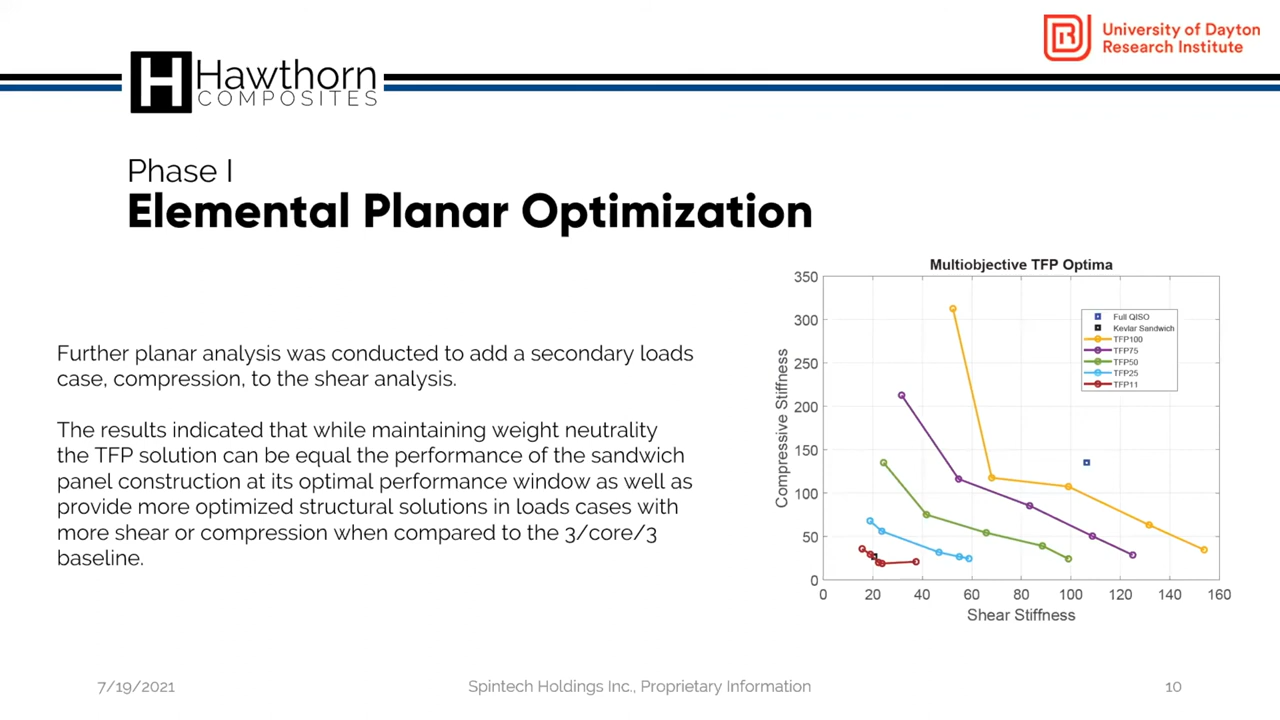 University of Dayton
Research Institute
H Hawthorn
COMPOSITES
Phase I
Elemental Planar Optimization
Further planar analysis was conducted to add a secondary loads
case, compression, to the shear analysis.
The results indicated that while maintaining weight neutrality
the TFP solution can be equal the performance of the sandwich
panel construction at its optimal performance window as well as
provide more optimized structural solutions in loads cases with
more shear or compression when compared to the 3/core/3
baseline.
Multiobjective TFP Optima
Compressive Stiffness
350
300
250
200
150
100
50
0
Full QISO
Kevlar Sandwich
TFP100
TFP75
TFP50
TFP25
TFP11
0 20 40 60 80 100 120 140 160
Shear Stiffness
7/19/2021
Spintech Holdings Inc., Proprietary Information
10